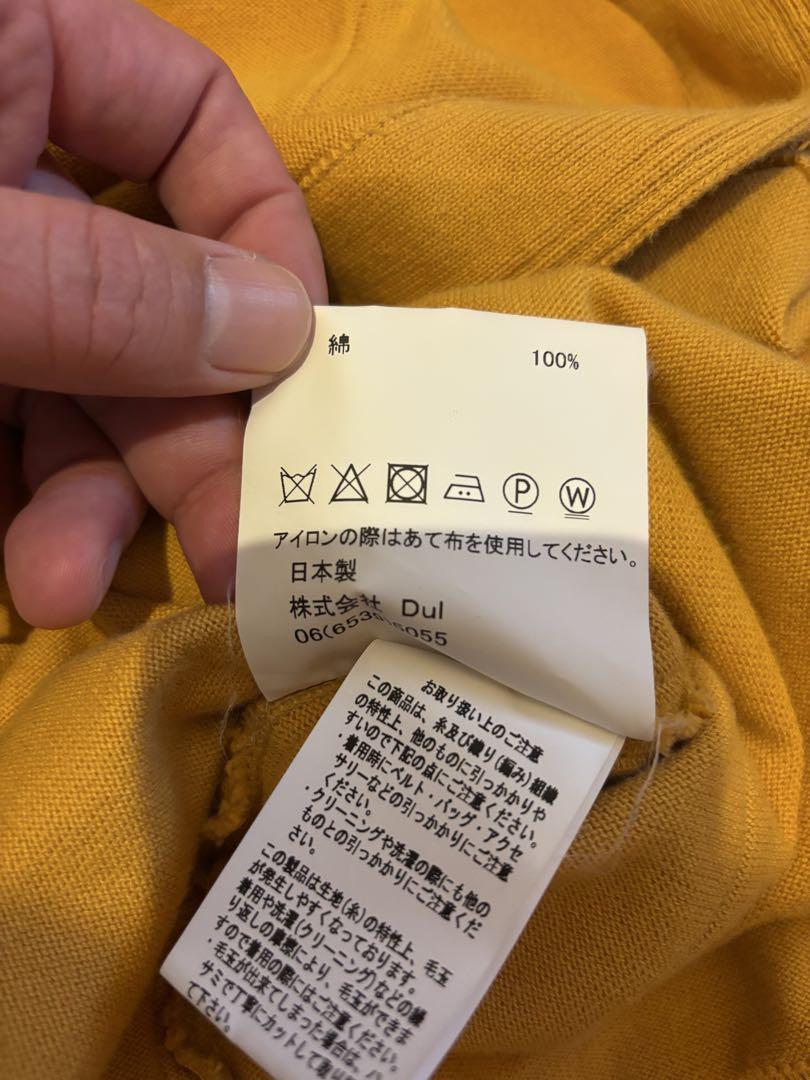 綿 100%
P W
アイロンの際はあて布を使用してください。
日本製
株式会社 Dul
06(6535)5055
お取り扱い上のご注意
この商品は、糸及び織り(編み)組織
の特性上、他のものに引っかかりや
すいので下記の点にご注意ください。
・着用時にベルト・バッグ・アクセ
サリーなどの引っかかりにご注意
ください。
・クリーニングや洗濯の際にも他の
ものとの引っかかりにご注意くだ
さい。
この製品は生地(糸)の特性上、毛玉
が発生しやすくなっております。
着用や洗濯(クリーニング)などの繰
り返しの摩擦により、毛玉ができま
すので着用の際にはご注意ください。
・毛玉が出来てしまった場合は、ハ
サミで丁寧にカットして
て下さい。